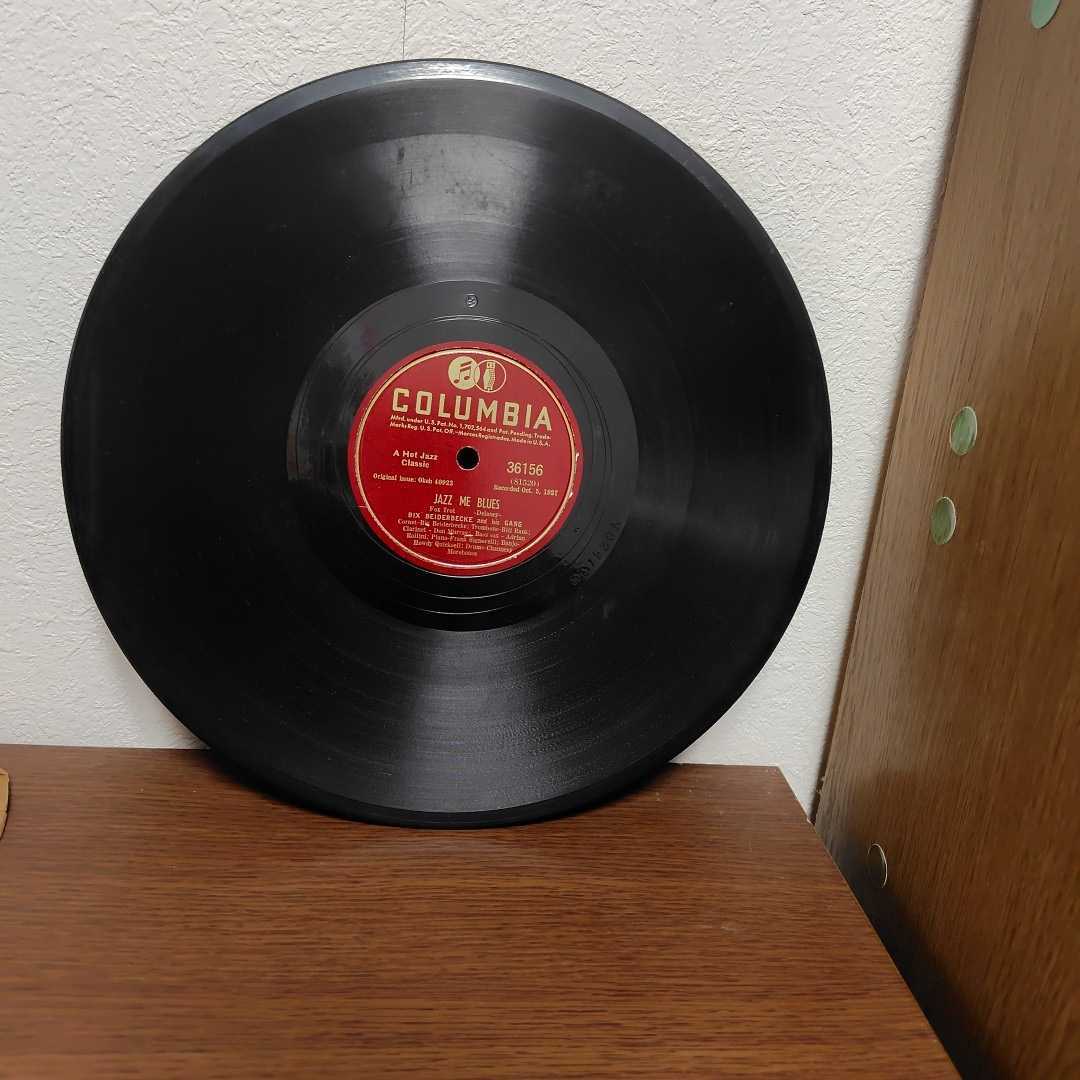 COLUMBIA
Mfrd. under U. S. Pat. No. 1,702,564 and Pat. Pending. Trade-
Marks Reg. U. S. Pat. Off.—Marcas Registradas. Made in U. S. A.
A Hot Jazz
Classic
36156
(81520)
Original Issue: Okeh 40923
Recorded Oct. 5, 1927
JAZZ ME BLUES
Fox Trot -Delaney-
BIX BEIDERBECKE and his GANG
Cornet-Bix Beiderbecke; Trombone-Bill Rank;
Clarinet - Don Murray; Bass sax - Adrian
Rollini; Piano-Frank Signorelli; Banjo-
Howdy Quicksell; Drum-Chauncey
Morehouse